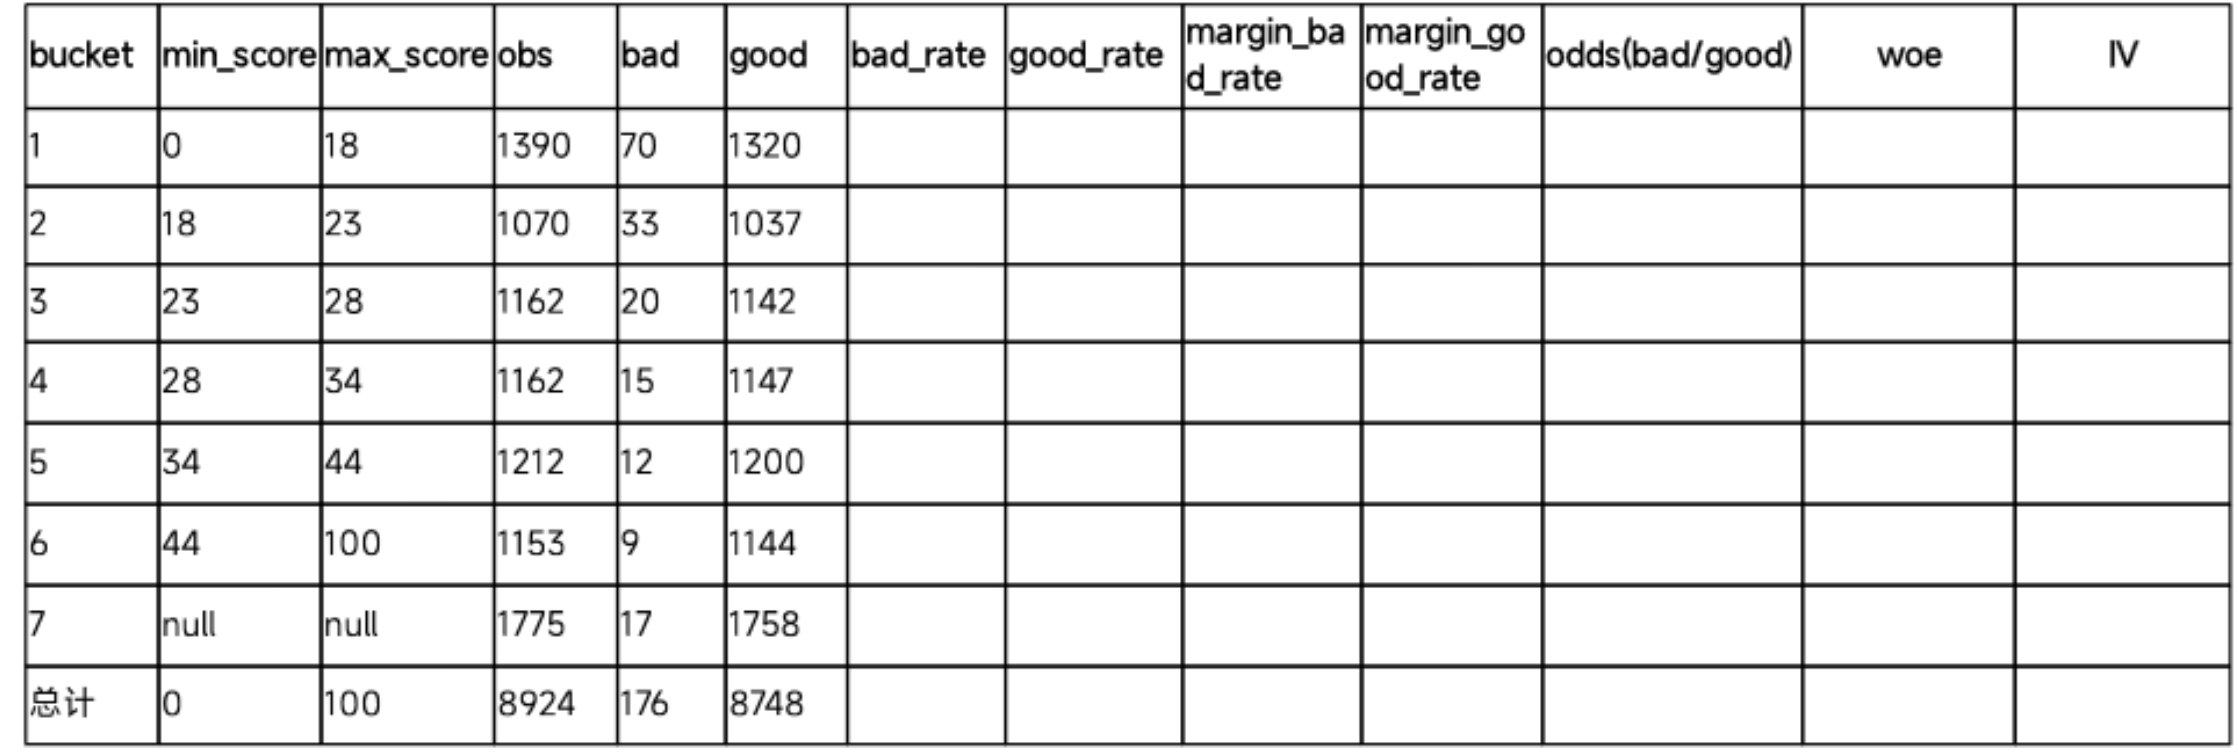 bucket min_score max_score obs bad good bad_rate good_rate margin_bad_rate margin_good_rate odds(bad/good) woe IV
1 0 18 1390 70 1320
2 18 23 1070 33 1037
3 23 28 1162 20 1142
4 28 34 1162 15 1147
5 34 44 1212 12 1200
6 44 100 1153 9 1144
7 null null 1775 17 1758
总计 0 100 8924 176 8748